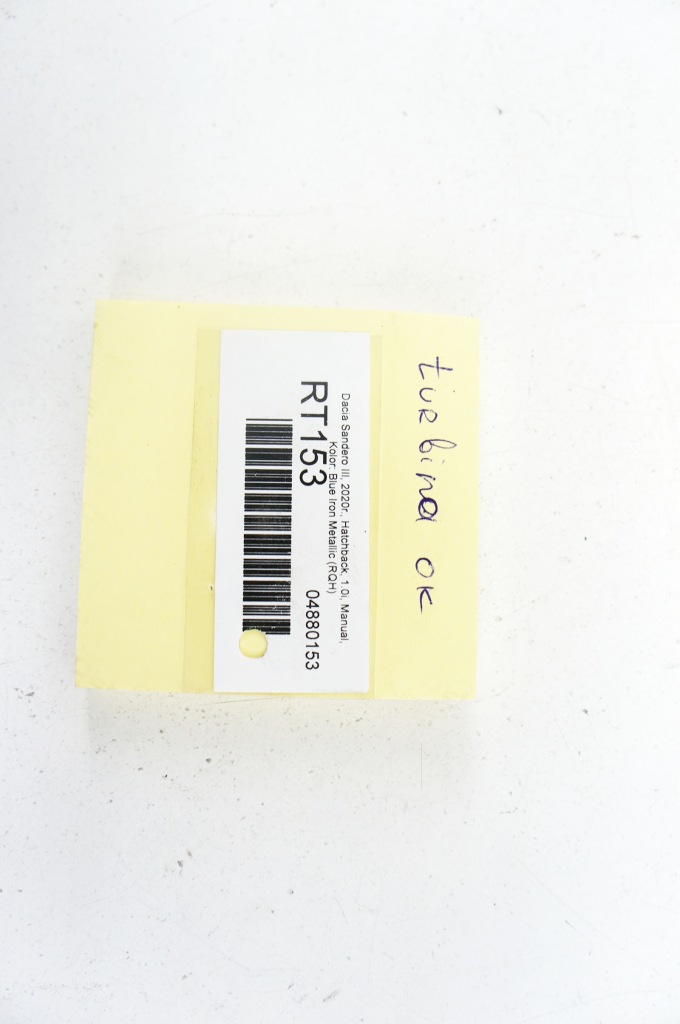 turbina OK
Dacia Sandero III, 2020r., Hatchback, 1.0i, Manual,
Kolor: Blue Iron Metallic (RQH)
RT153
04880153